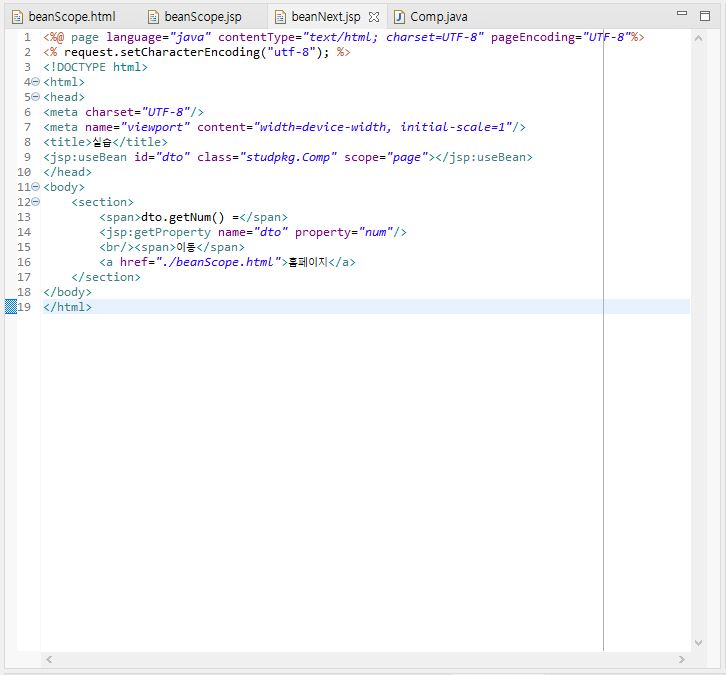 beanScope.html beanScope.jsp beanNext.jsp Comp.java
1 <%@ page language="java" contentType="text/html; charset=UTF-8" pageEncoding="UTF-8"%>
2 <% request.setCharacterEncoding("utf-8"); %>
3 <!DOCTYPE html>
4 <html>
5 <head>
6 <meta charset="UTF-8"/>
7 <meta name="viewport" content="width=device-width, initial-scale=1"/>
8 <title>실습</title>
9 <jsp:useBean id="dto" class="studpkg.Comp" scope="page"></jsp:useBean>
10 </head>
11 <body>
12     <section>
13         <span>dto.getNum() =</span>
14         <jsp:getProperty name="dto" property="num"/>
15         <br/><span>이동</span>
16         <a href="./beanScope.html">홈페이지</a>
17     </section>
18 </body>
19 </html>